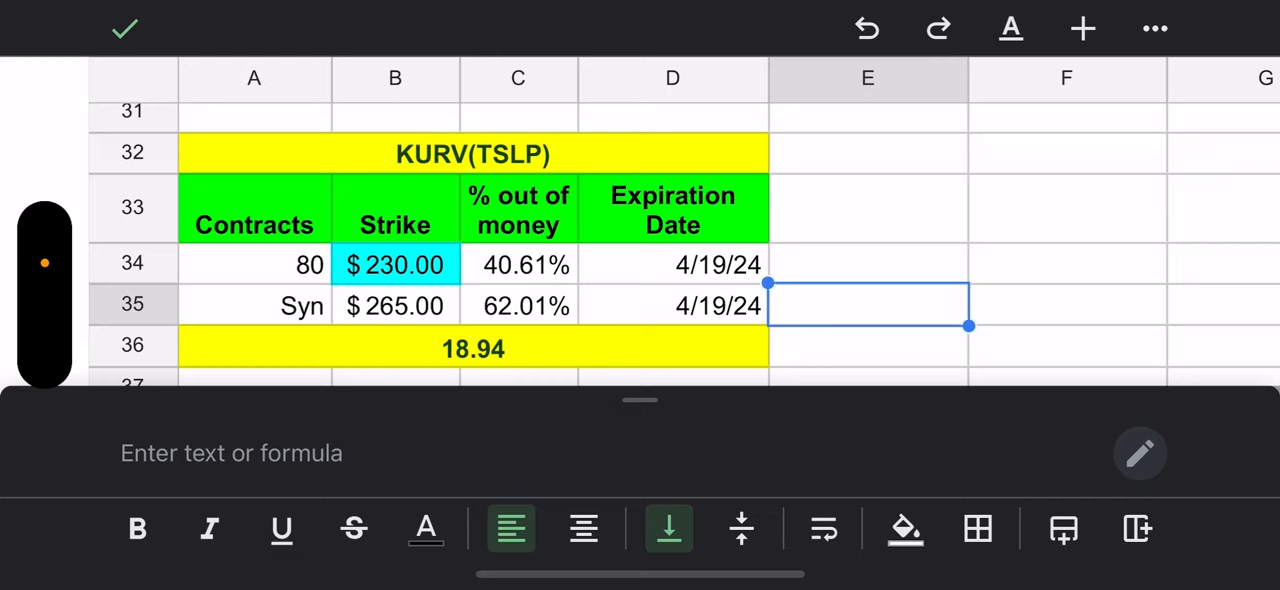 A
A B C D E F G
31
32 KURV(TSLP)
33 Contracts Strike % out of money Expiration Date
34 80 $ 230.00 40.61% 4/19/24
35 Syn $ 265.00 62.01% 4/19/24
36 18.94
37
Enter text or formula
B I U S A